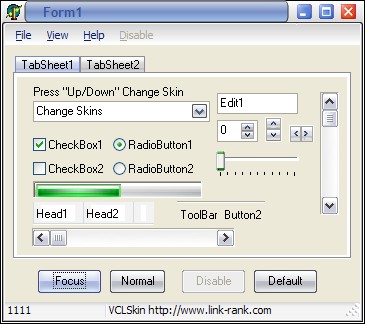 Form1
File View Help Disable
TabSheet1 TabSheet2
Press "Up/Down" Change Skin
Edit1
Change Skins
0
CheckBox1 RadioButton1
CheckBox2 RadioButton2
Head1 Head2 ToolBar Button2
Focus Normal Disable Default
1111 VCLSkin http://www.link-rank.com